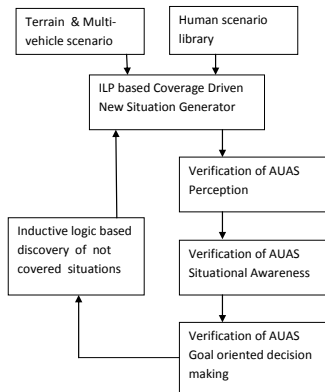 Terrain & Multi-
vehicle scenario
Human scenario
library
ILP based Coverage Driven
New Situation Generator
Verification of AUAS
Perception
Inductive logic based
discovery of not
covered situations
Verification of AUAS
Situational Awareness
Verification of AUAS
Goal oriented decision
making